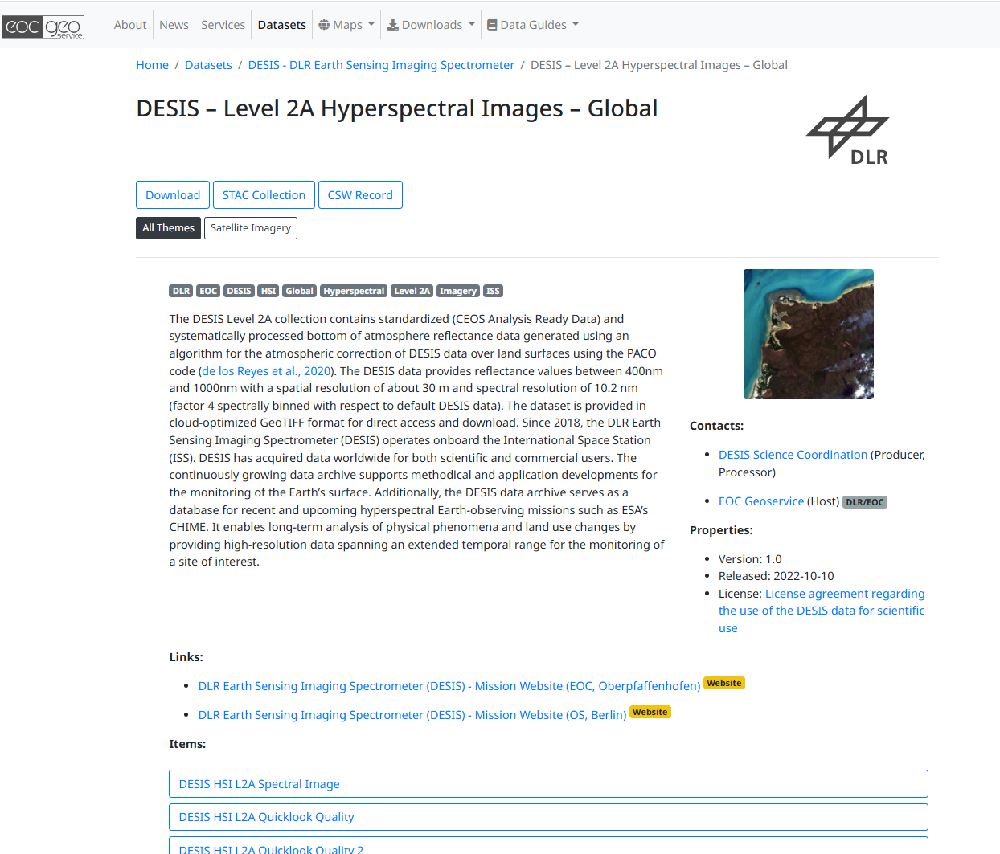 eoc geo service
About News Services Datasets Maps Downloads Data Guides
Home / Datasets / DESIS - DLR Earth Sensing Imaging Spectrometer / DESIS – Level 2A Hyperspectral Images – Global
DESIS – Level 2A Hyperspectral Images – Global
DLR
Download STAC Collection CSW Record
All Themes Satellite Imagery
DLR EOC DESIS HSI Global Hyperspectral Level 2A Imagery ISS
The DESIS Level 2A collection contains standardized (CEOS Analysis Ready Data) and
systematically processed bottom of atmosphere reflectance data generated using an
algorithm for the atmospheric correction of DESIS data over land surfaces using the PACO
code (de los Reyes et al., 2020). The DESIS data provides reflectance values between 400nm
and 1000nm with a spatial resolution of about 30 m and spectral resolution of 10.2 nm
(factor 4 spectrally binned with respect to default DESIS data). The dataset is provided in
cloud-optimized GeoTIFF format for direct access and download. Since 2018, the DLR Earth
Sensing Imaging Spectrometer (DESIS) operates onboard the International Space Station
(ISS). DESIS has acquired data worldwide for both scientific and commercial users. The
continuously growing data archive supports methodical and application developments for
the monitoring of the Earth’s surface. Additionally, the DESIS data archive serves as a
database for recent and upcoming hyperspectral Earth-observing missions such as ESA’s
CHIME. It enables long-term analysis of physical phenomena and land use changes by
providing high-resolution data spanning an extended temporal range for the monitoring of
a site of interest.
Contacts:
DESIS Science Coordination (Producer,
Processor)
EOC Geoservice (Host) DLR/EOC
Properties:
Version: 1.0
Released: 2022-10-10
License: License agreement regarding
the use of the DESIS data for scientific
use
Links:
DLR Earth Sensing Imaging Spectrometer (DESIS) - Mission Website (EOC, Oberpfaffenhofen) Website
DLR Earth Sensing Imaging Spectrometer (DESIS) - Mission Website (OS, Berlin) Website
Items:
DESIS HSI L2A Spectral Image
DESIS HSI L2A Quicklook Quality
DESIS HSI L2A Quicklook Quality 2